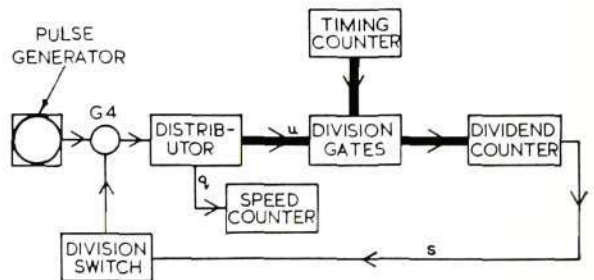 TIMING
COUNTER
PULSE
GENERATOR
G4
DISTRIB-
UTOR
u
DIVISION
GATES
DIVIDEND
COUNTER
q
SPEED
COUNTER
DIVISION
SWITCH
s